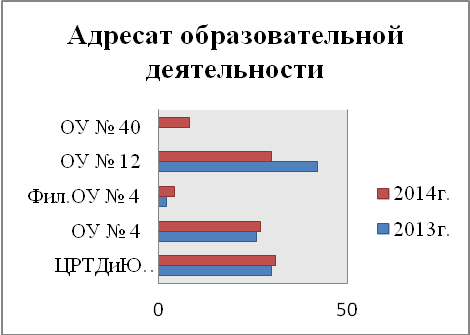 Адресат образовательной
деятельности
ОУ № 40
ОУ № 12
Фил.ОУ № 4
ОУ № 4
ЦРТДиЮ..
2014г.
2013г.
0
50